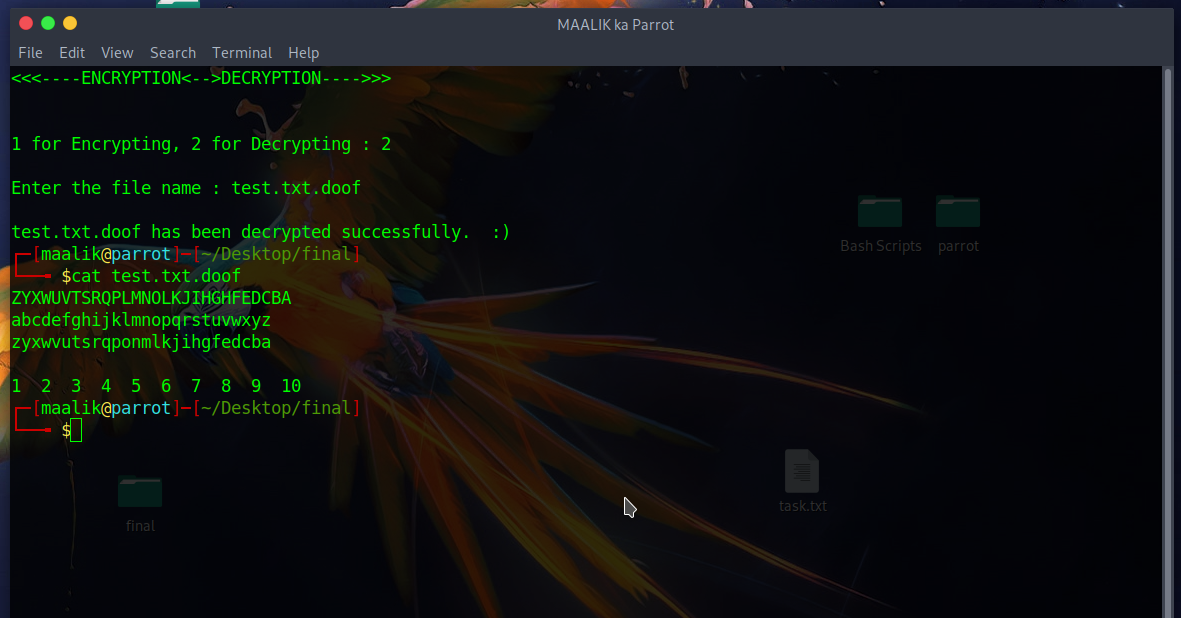 MAALIK ka Parrot
File Edit View Search Terminal Help
<<<----ENCRYPTION<-->DECRYPTION---->>>
1 for Encrypting, 2 for Decrypting : 2
Enter the file name : test.txt.doof
test.txt.doof has been decrypted successfully.  :)
┌─[maalik@parrot]─[~/Desktop/final]
└──╼ $cat test.txt.doof
ZYXWUVTSRQPLMNOLKJIHGHFEDCBA
abcdefghijklmnopqrstuvwxyz
zyxwvutsrqponmlkjihgfedcba
1  2  3  4  5  6  7  8  9  10
┌─[maalik@parrot]─[~/Desktop/final]
└──╼ $
Bash Scripts
parrot
task.txt
final